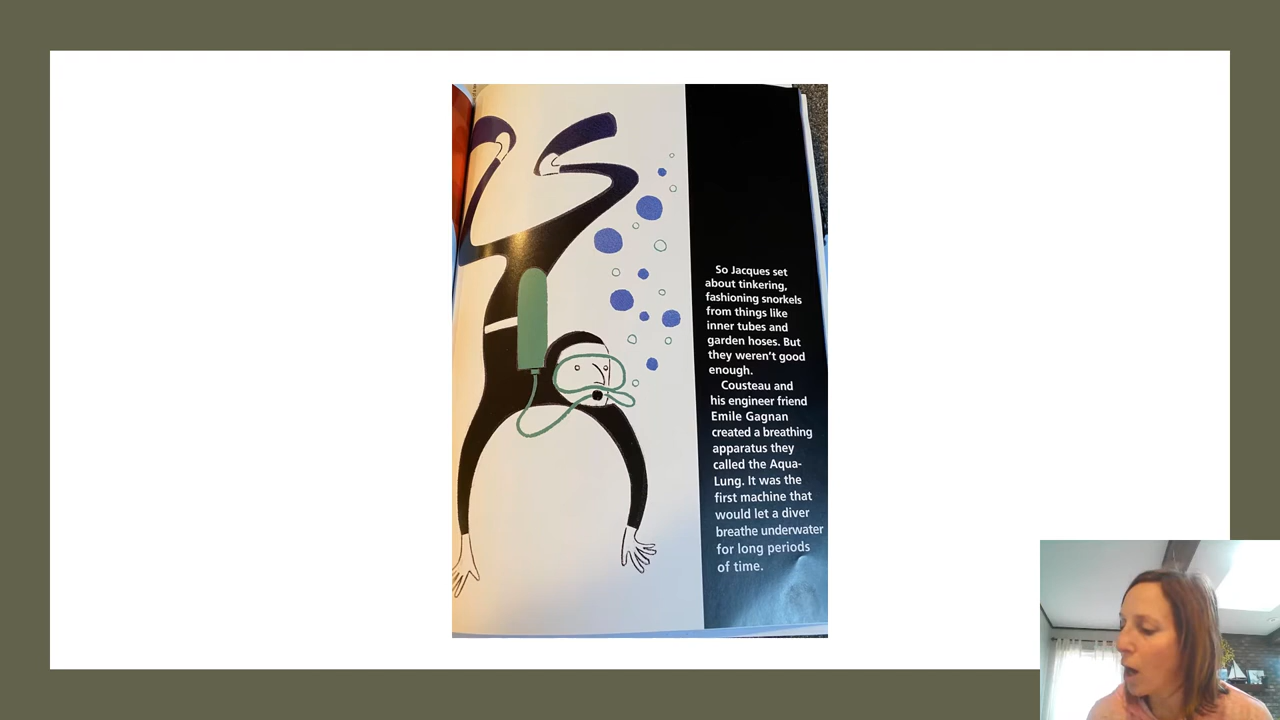 So Jacques set
about tinkering,
fashioning snorkels
from things like
inner tubes and
garden hoses. But
they weren't good
enough.
Cousteau and
his engineer friend
Emile Gagnan
created a breathing
apparatus they
called the Aqua-
Lung. It was the
first machine that
would let a diver
breathe underwater
for long periods
of time.